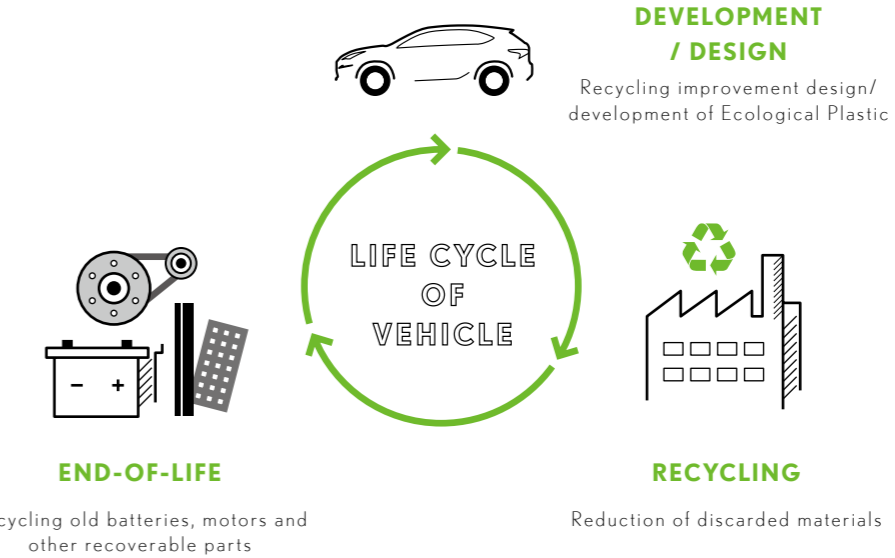 DEVELOPMENT
/ DESIGN
Recycling improvement design/
development of Ecological Plastic
LIFE CYCLE
OF
VEHICLE
- +
END-OF-LIFE
cycling old batteries, motors and
other recoverable parts
RECYCLING
Reduction of discarded materials